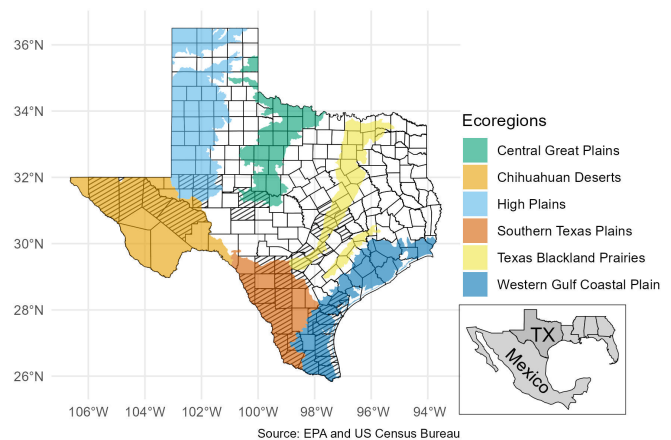 36°N
34°N
32°N
30°N
28°N
26°N
106°W
104°W
102°W
100°W
98°W
96°W
94°W
Ecoregions
Central Great Plains
Chihuahuan Deserts
High Plains
Southern Texas Plains
Texas Blackland Prairies
Western Gulf Coastal Plain
TX
Mexico
Source: EPA and US Census Bureau